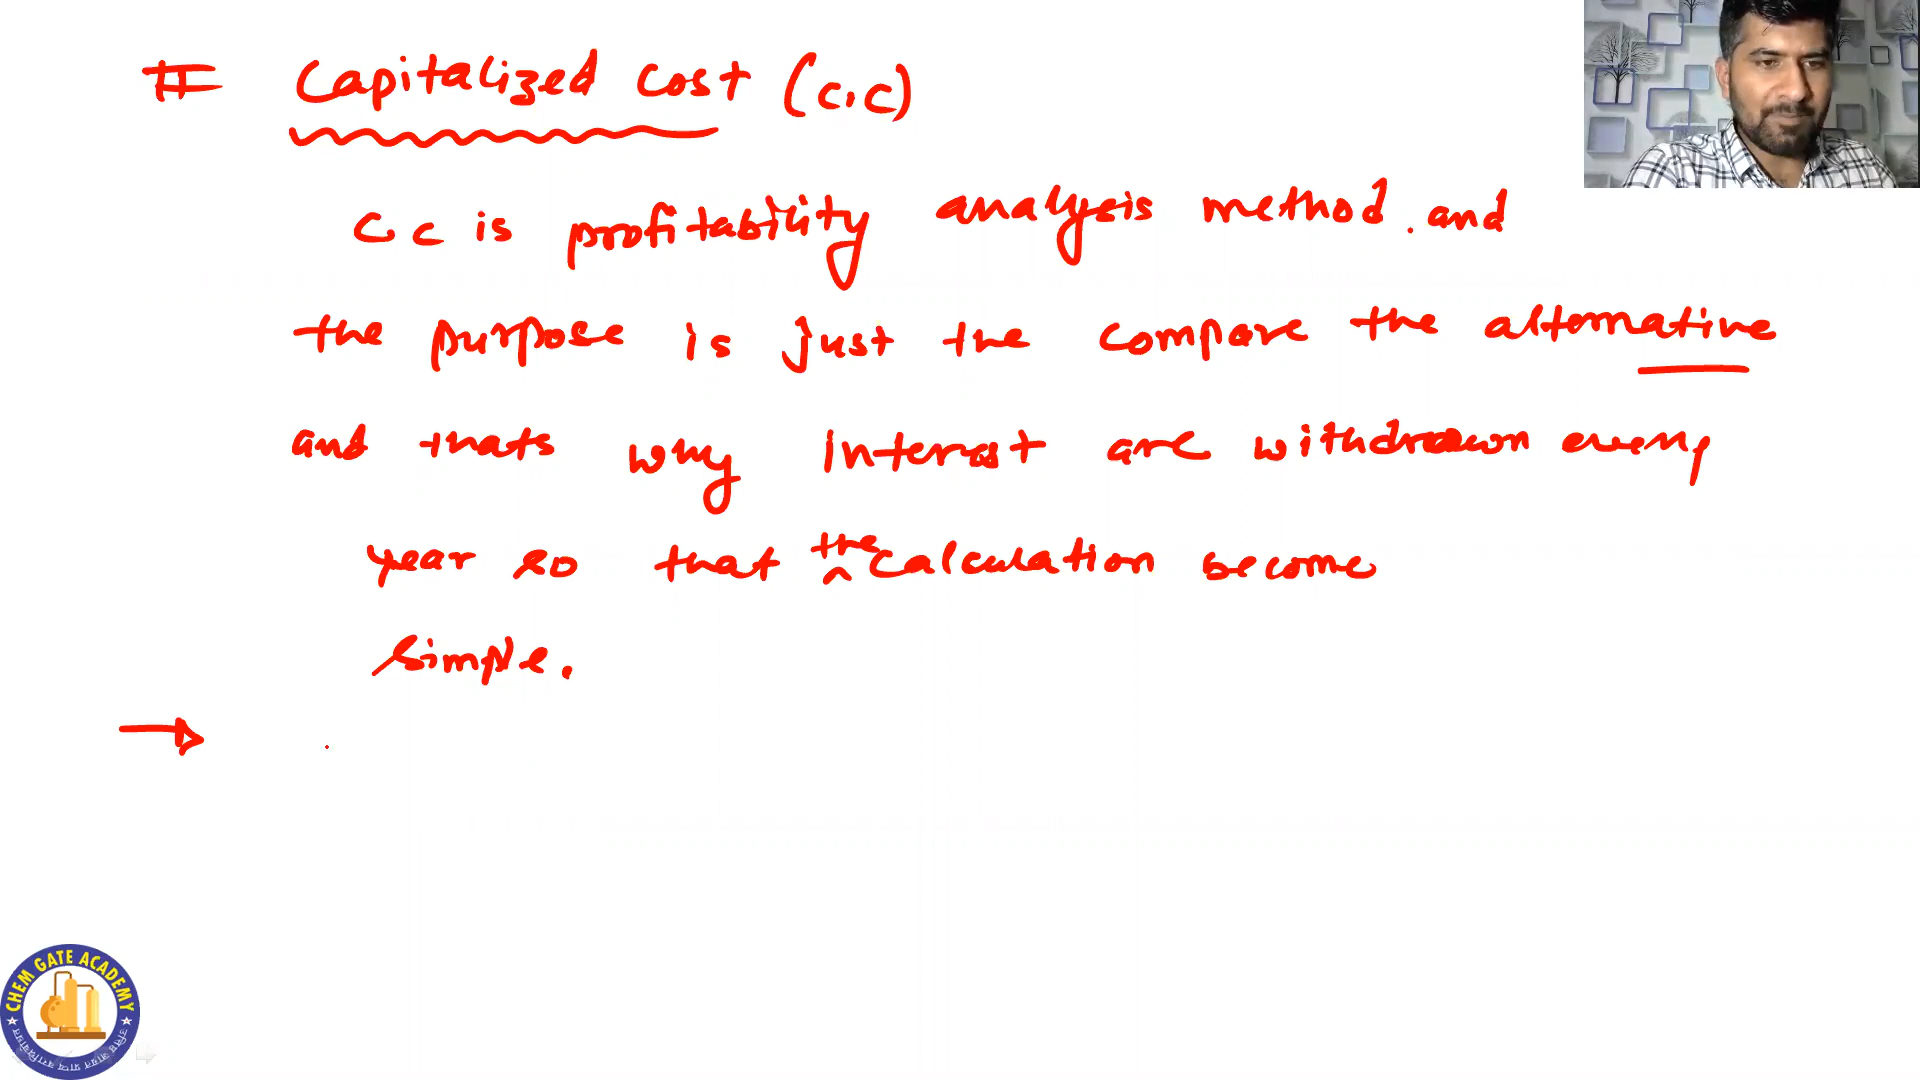 # Capitalized cost (C.C)
C.C is profitability analysis method. and
the purpose is just the compare the alternative
and thats why interest are withdrawn every
year so that the calculation become
simple.
→
CHEM GATE ACADEMY